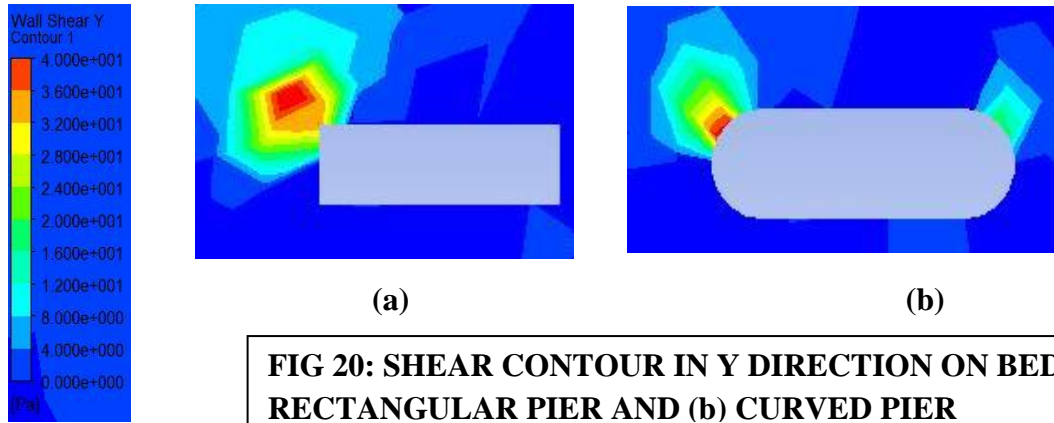 Wall Shear Y
Contour 1
4.000e+001
3.600e+001
3.200e+001
2.800e+001
2.400e+001
2.000e+001
1.600e+001
1.200e+001
8.000e+000
4.000e+000
0.000e+000
[Pa]
(a) (b)
FIG 20: SHEAR CONTOUR IN Y DIRECTION ON BED
RECTANGULAR PIER AND (b) CURVED PIER